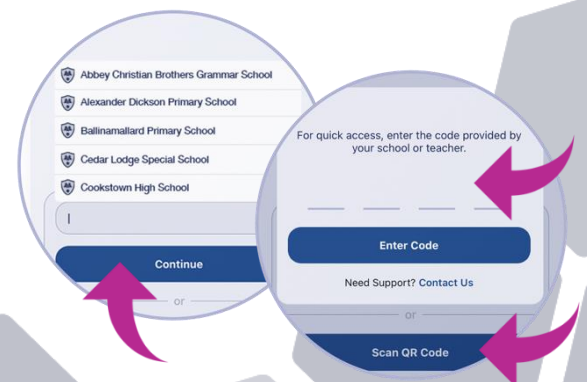 Abbey Christian Brothers Grammar School
Alexander Dickson Primary School
Ballinamallard Primary School
Cedar Lodge Special School
Cookstown High School
Continue
or
For quick access, enter the code provided by
your school or teacher.
Enter Code
Need Support? Contact Us
or
Scan QR Code